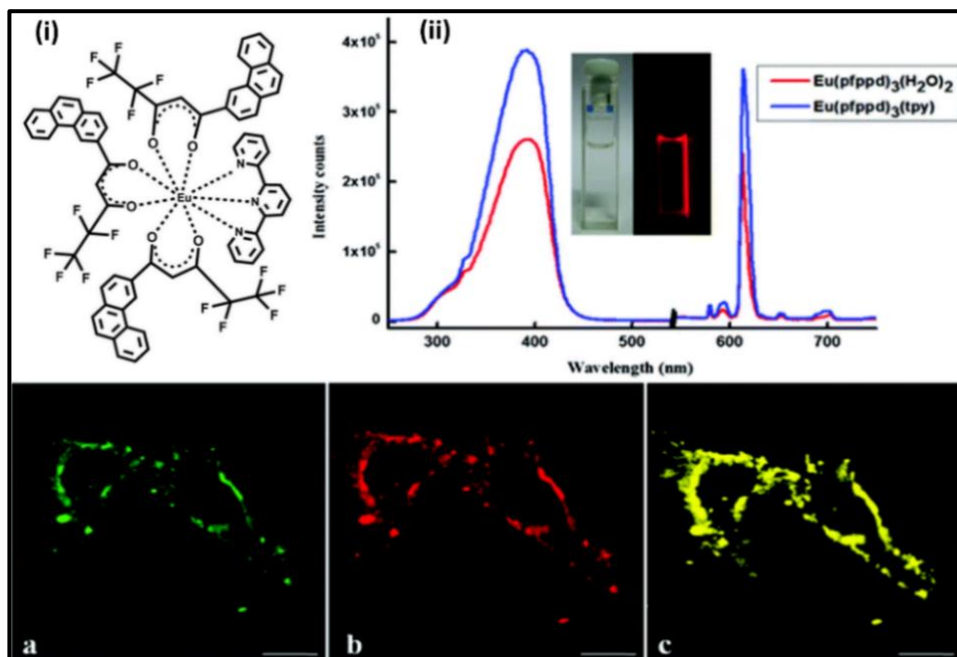 (i)
F
F
F
F
F
O
O
O
O
F
F
F
F
F
O
O
F
F
F
F
F
Eu
N
N
N
(ii)
4x10⁵
3x10⁵
2x10⁵
1x10⁵
0
Intensity counts
300
400
500
600
700
Wavelength (nm)
Eu(pfppd)₃(H₂O)₂
Eu(pfppd)₃(tpy)
a
b
c